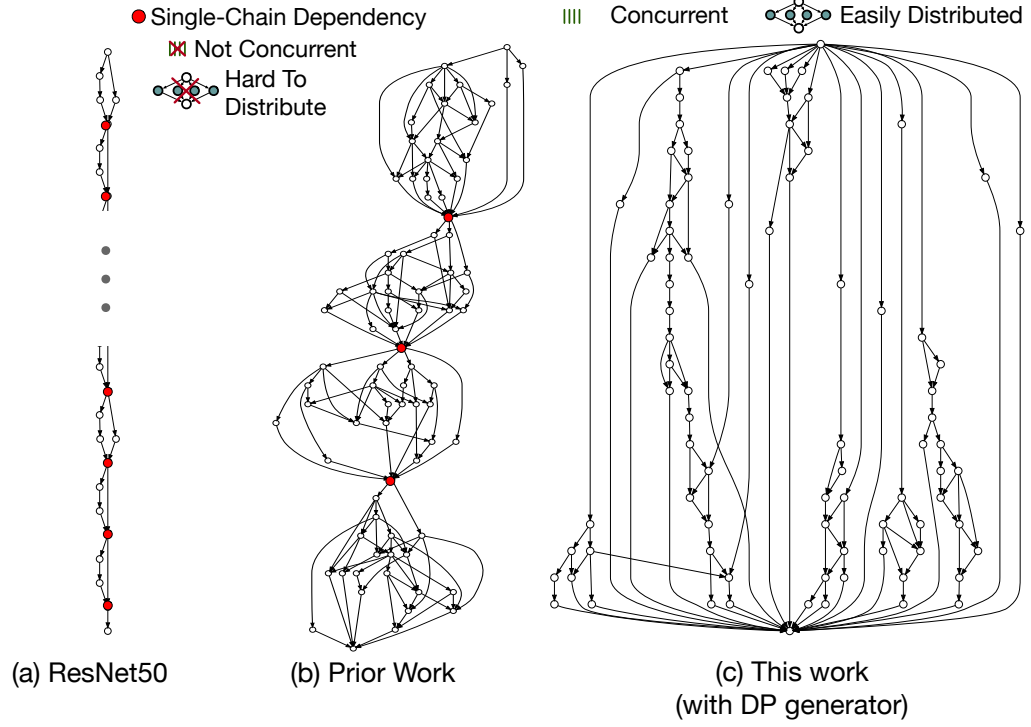 Single-Chain Dependency
Not Concurrent
Hard To
Distribute
Concurrent
Easily Distributed
(a) ResNet50
(b) Prior Work
(c) This work
(with DP generator)